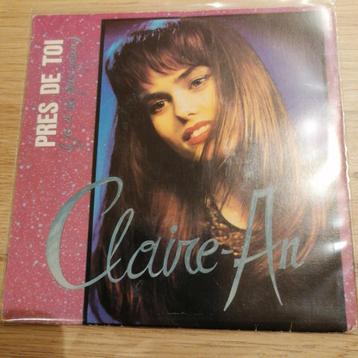 PRES DE TOI
Claire-An